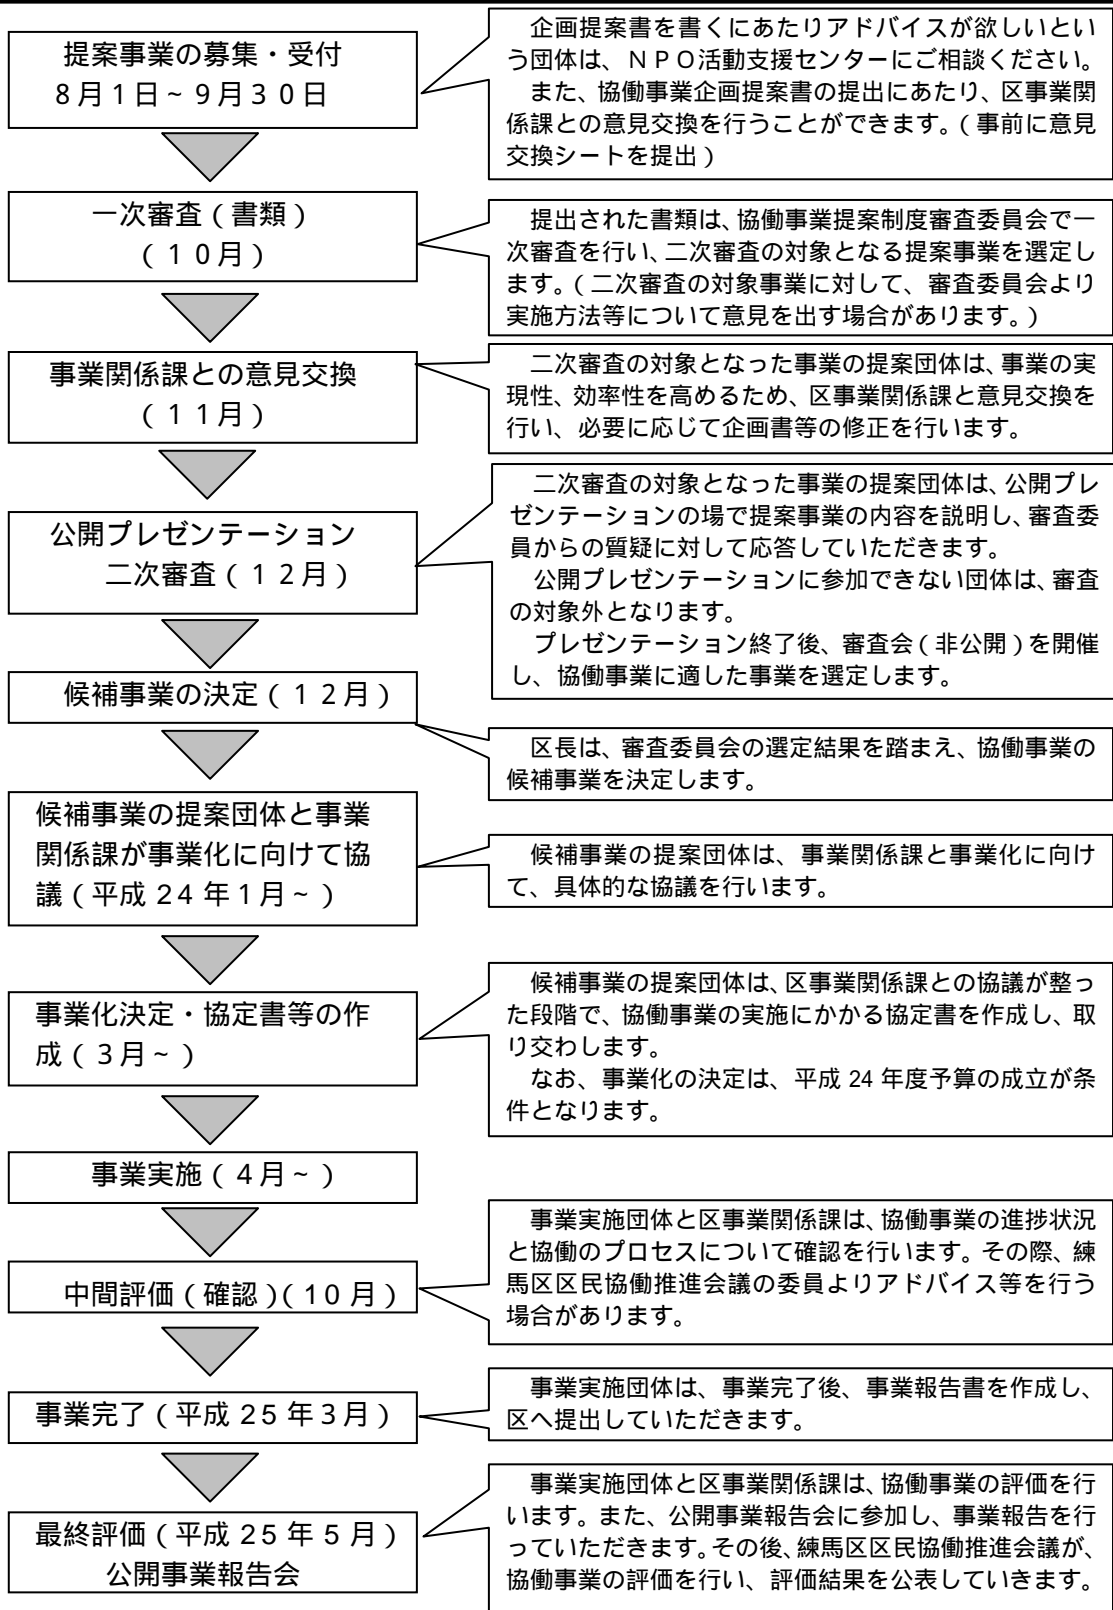 提案事業の募集・受付
8月1日~9月30日
企画提案書を書くにあたりアドバイスが欲しいとい
う団体は、NPO活動支援センターにご相談ください。
また、協働事業企画提案書の提出にあたり、区事業関
係課との意見交換を行うことができます。(事前に意見
交換シートを提出)
一次審査(書類)
(10月)
提出された書類は、協働事業提案制度審査委員会で一
次審査を行い、二次審査の対象となる提案事業を選定し
ます。(二次審査の対象事業に対して、審査委員会より
実施方法等について意見を出す場合があります。)
事業関係課との意見交換
(11月)
二次審査の対象となった事業の提案団体は、事業の実
現性、効率性を高めるため、区事業関係課と意見交換を
行い、必要に応じて企画書等の修正を行います。
公開プレゼンテーション
二次審査(12月)
二次審査の対象となった事業の提案団体は、公開プレ
ゼンテーションの場で提案事業の内容を説明し、審査委
員からの質疑に対して応答していただきます。
公開プレゼンテーションに参加できない団体は、審査
の対象外となります。
プレゼンテーション終了後、審査会(非公開)を開催
し、協働事業に適した事業を選定します。
候補事業の決定(12月)
区長は、審査委員会の選定結果を踏まえ、協働事業の
候補事業を決定します。
候補事業の提案団体と事業
関係課が事業化に向けて協
議(平成24年1月~)
候補事業の提案団体は、事業関係課と事業化に向け
て、具体的な協議を行います。
事業化決定・協定書等の作
成(3月~)
候補事業の提案団体は、区事業関係課との協議が整っ
た段階で、協働事業の実施にかかる協定書を作成し、取
り交わします。
なお、事業化の決定は、平成24年度予算の成立が条
件となります。
事業実施(4月~)
中間評価(確認)(10月)
事業実施団体と区事業関係課は、協働事業の進捗状況
と協働のプロセスについて確認を行います。その際、練
馬区区民協働推進会議の委員よりアドバイス等を行う
場合があります。
事業完了(平成25年3月)
事業実施団体は、事業完了後、事業報告書を作成し、
区へ提出していただきます。
最終評価(平成25年5月)
公開事業報告会
事業実施団体と区事業関係課は、協働事業の評価を行
います。また、公開事業報告会に参加し、事業報告を行
っていただきます。その後、練馬区区民協働推進会議が、
協働事業の評価を行い、評価結果を公表していきます。